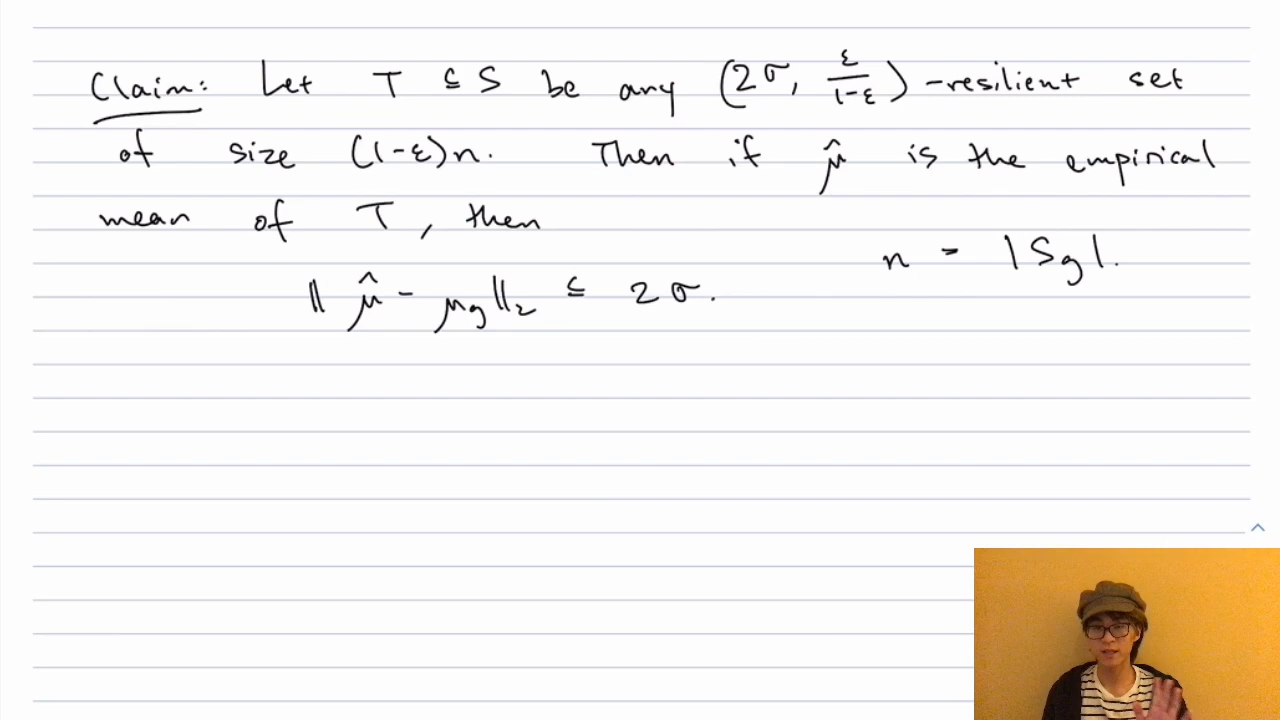 Claim: Let T ⊆ S be any (2σ, ε/(1-ε))-resilient set
of size (1-ε)n. Then if μ̂ is the empirical
mean of T, then
n = |S_g|.
‖μ̂ - μ_g‖_2 ≤ 2σ.